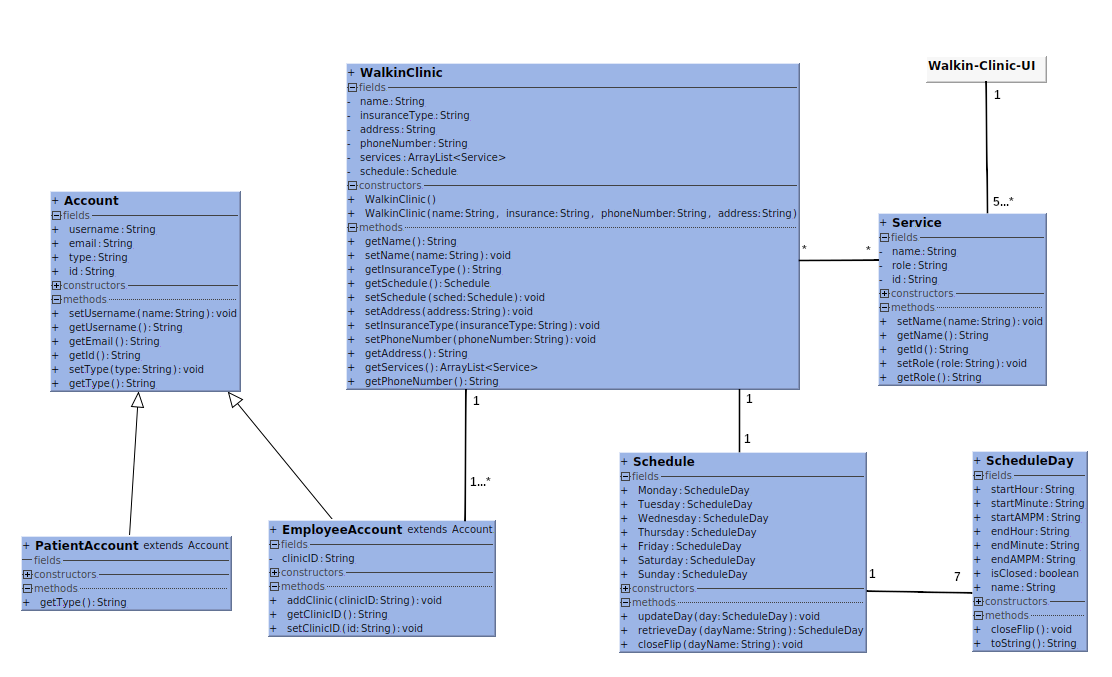 + WalkinClinic
fields
- name:String
- insuranceType:String
- address:String
- phoneNumber:String
- services:ArrayList<Service>
- schedule:Schedule
constructors
+ WalkinClinic()
+ WalkinClinic(name:String, insurance:String, phoneNumber:String, address:String)
methods
+ getName():String
+ setName(name:String):void
+ getInsuranceType():String
+ getSchedule():Schedule
+ setSchedule(sched:Schedule):void
+ setAddress(address:String):void
+ setInsuranceType(insuranceType:String):void
+ setPhoneNumber(phoneNumber:String):void
+ getAddress():String
+ getServices():ArrayList<Service>
+ getPhoneNumber():String
Walkin-Clinic-UI
1
5...*
+ Service
fields
- name:String
- role:String
- id:String
constructors
methods
+ setName(name:String):void
+ getName():String
+ getId():String
+ setRole(role:String):void
+ getRole():String
* *
+ Account
fields
+ username:String
+ email:String
+ type:String
+ id:String
constructors
methods
+ setUsername(name:String):void
+ getUsername():String
+ getEmail():String
+ getId():String
+ setType(type:String):void
+ getType():String
1
1...*
1
1
+ PatientAccount extends Account
fields
constructors
methods
+ getType():String
+ EmployeeAccount extends Account
fields
- clinicID:String
constructors
methods
+ addClinic(clinicID:String):void
+ getClinicID():String
+ setClinicID(id:String):void
+ Schedule
fields
+ Monday:ScheduleDay
+ Tuesday:ScheduleDay
+ Wednesday:ScheduleDay
+ Thursday:ScheduleDay
+ Friday:ScheduleDay
+ Saturday:ScheduleDay
+ Sunday:ScheduleDay
constructors
methods
+ updateDay(day:ScheduleDay):void
+ retrieveDay(dayName:String):ScheduleDay
+ closeFlip(dayName:String):void
1 7
+ ScheduleDay
fields
+ startHour:String
+ startMinute:String
+ startAMPM:String
+ endHour:String
+ endMinute:String
+ endAMPM:String
+ isClosed:boolean
+ name:String
constructors
methods
+ closeFlip():void
+ toString():String